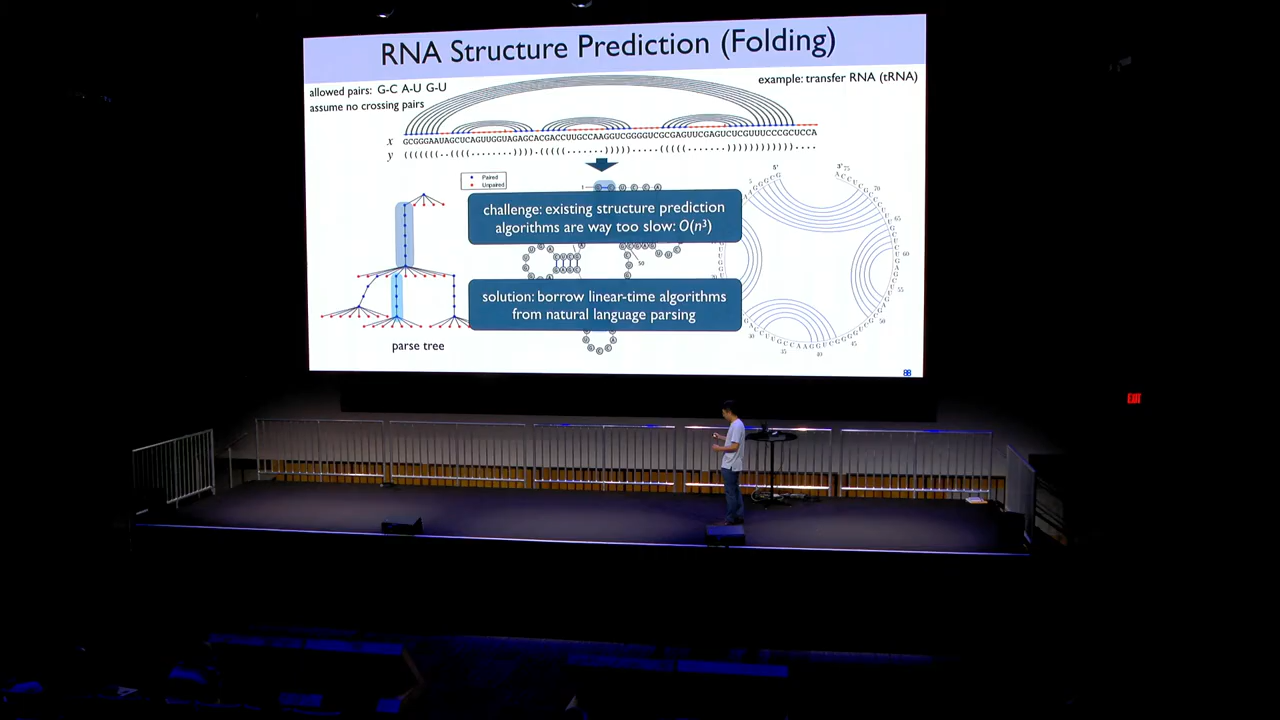 RNA Structure Prediction (Folding)
allowed pairs: G-C A-U G-U
assume no crossing pairs
example: transfer RNA (tRNA)
x GCGGGAAUAGCUCAGUUGGUAGAGCACGACCUUGCCAAGGUCGGGGUCGCGAGUUCGAGUCUCGUUUCCCGCUCCA
y (((((((..((((........)))).(((((.......))))).....(((((.......))))))))))))....
Paired
Unpaired
challenge: existing structure prediction
algorithms are way too slow: O(n³)
solution: borrow linear-time algorithms
from natural language parsing
parse tree
88
EXIT